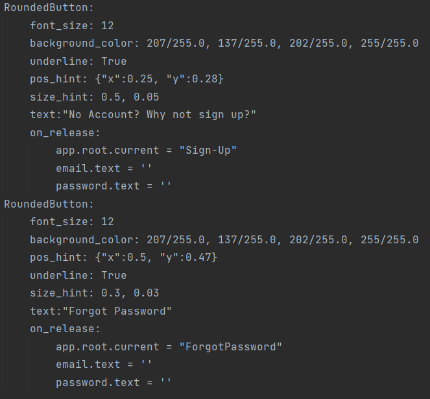 RoundedButton:
    font_size: 12
    background_color: 207/255.0, 137/255.0, 202/255.0, 255/255.0
    underline: True
    pos_hint: {"x":0.25, "y":0.28}
    size_hint: 0.5, 0.05
    text:"No Account? Why not sign up?"
    on_release:
        app.root.current = "Sign-Up"
        email.text = ''
        password.text = ''
RoundedButton:
    font_size: 12
    background_color: 207/255.0, 137/255.0, 202/255.0, 255/255.0
    pos_hint: {"x":0.5, "y":0.47}
    underline: True
    size_hint: 0.3, 0.03
    text:"Forgot Password"
    on_release:
        app.root.current = "ForgotPassword"
        email.text = ''
        password.text = ''